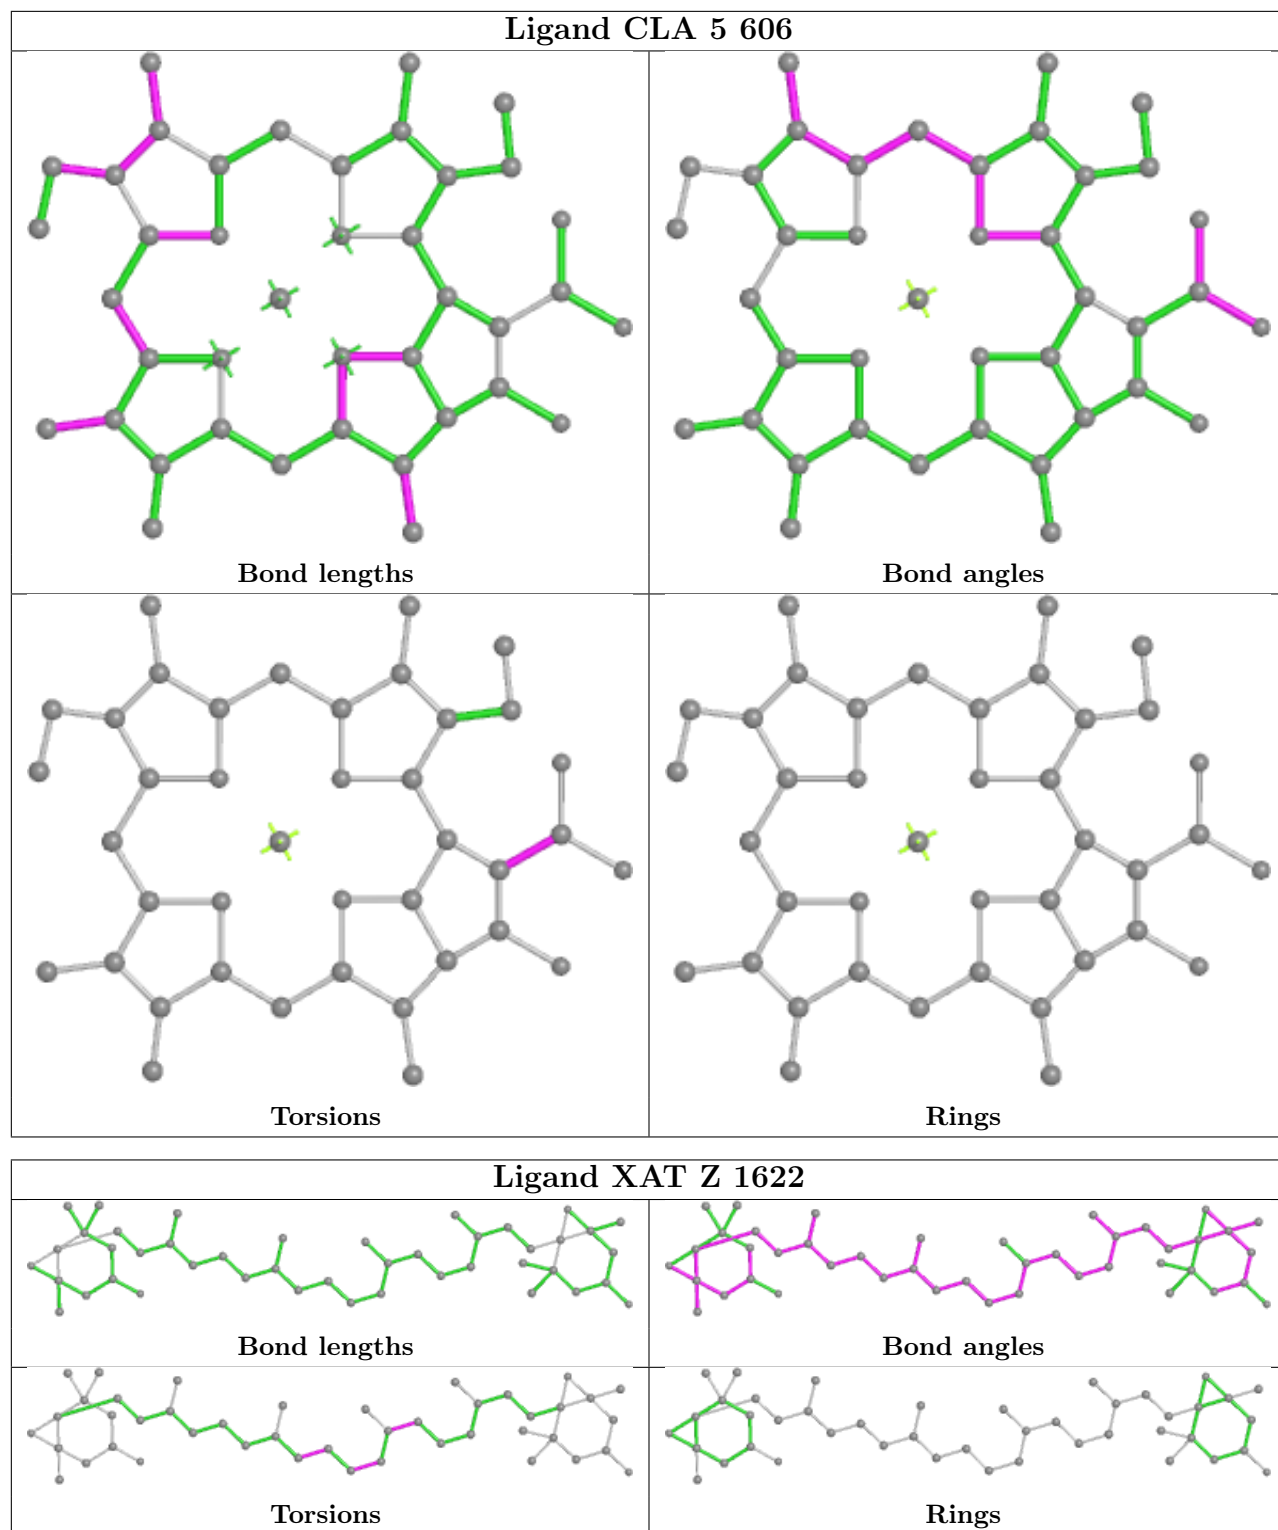 Ligand CLA 5 606
Bond lengths
Bond angles
Torsions
Rings
Ligand XAT Z 1622
Bond lengths
Bond angles
Torsions
Rings